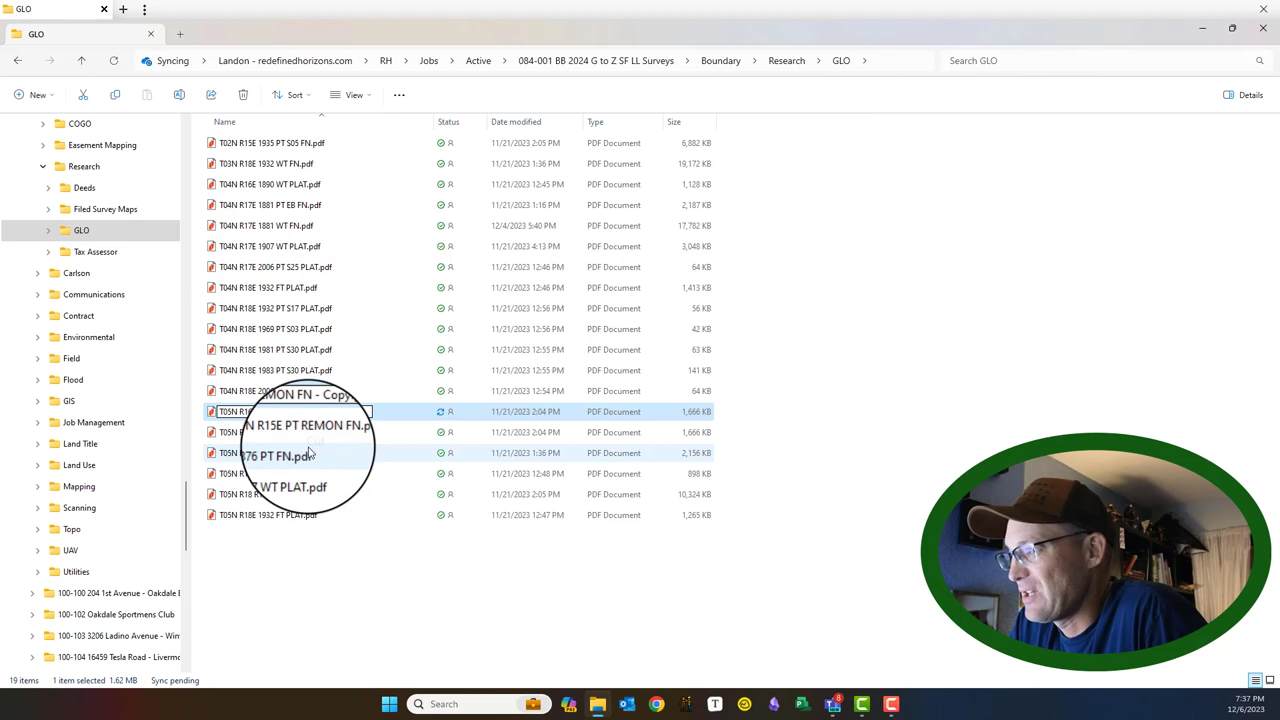 GLO
GLO
Syncing > Landon - redefinedhorizons.com > RH > Jobs > Active > 084-001 BB 2024 G to Z SF LL Surveys > Boundary > Research > GLO >
Search GLO
New
Sort
View
Details
COGO
Easement Mapping
Research
Deeds
Filed Survey Maps
GLO
Tax Assessor
Carlson
Communications
Contract
Environmental
Field
Flood
GIS
Job Management
Land Title
Land Use
Mapping
Scanning
Topo
UAV
Utilities
100-100 204 1st Avenue - Oakdale
100-102 Oakdale Sportmens Club
100-103 3206 Ladino Avenue - Win
100-104 16459 Tesla Road - Livermo
Name Status Date modified Type Size
T02N R15E 1935 PT S05 FN.pdf 11/21/2023 2:05 PM PDF Document 6,882 KB
T03N R18E 1932 WT FN.pdf 11/21/2023 1:36 PM PDF Document 19,172 KB
T04N R16E 1890 WT PLAT.pdf 11/21/2023 12:45 PM PDF Document 1,128 KB
T04N R17E 1881 PT EB FN.pdf 11/21/2023 1:16 PM PDF Document 2,187 KB
T04N R17E 1881 WT FN.pdf 12/4/2023 5:40 PM PDF Document 17,782 KB
T04N R17E 1907 WT PLAT.pdf 11/21/2023 4:13 PM PDF Document 3,048 KB
T04N R17E 2006 PT S25 PLAT.pdf 11/21/2023 12:46 PM PDF Document 64 KB
T04N R18E 1932 FT PLAT.pdf 11/21/2023 12:46 PM PDF Document 1,413 KB
T04N R18E 1932 PT S17 PLAT.pdf 11/21/2023 12:56 PM PDF Document 56 KB
T04N R18E 1969 PT S03 PLAT.pdf 11/21/2023 12:56 PM PDF Document 42 KB
T04N R18E 1981 PT S30 PLAT.pdf 11/21/2023 12:55 PM PDF Document 63 KB
T04N R18E 1983 PT S30 PLAT.pdf 11/21/2023 12:55 PM PDF Document 141 KB
T04N R18E 11/21/2023 12:54 PM PDF Document 64 KB
MON FN - Copy
T05N 11/21/2023 2:04 PM PDF Document 1,666 KB
N R15E PT REMON FN.p
T05N 11/21/2023 2:04 PM PDF Document 1,666 KB
T05N 376 PT FN.pdf 11/21/2023 1:36 PM PDF Document 2,156 KB
T05N WT PLAT.pdf 11/21/2023 12:48 PM PDF Document 898 KB
T05N R18 11/21/2023 2:05 PM PDF Document 10,324 KB
T05N R18E 1932 FT PLAT.pdf 11/21/2023 12:47 PM PDF Document 1,265 KB
19 items 1 item selected 1.62 MB Sync pending
Search
T
8
7:37 PM
12/6/2023